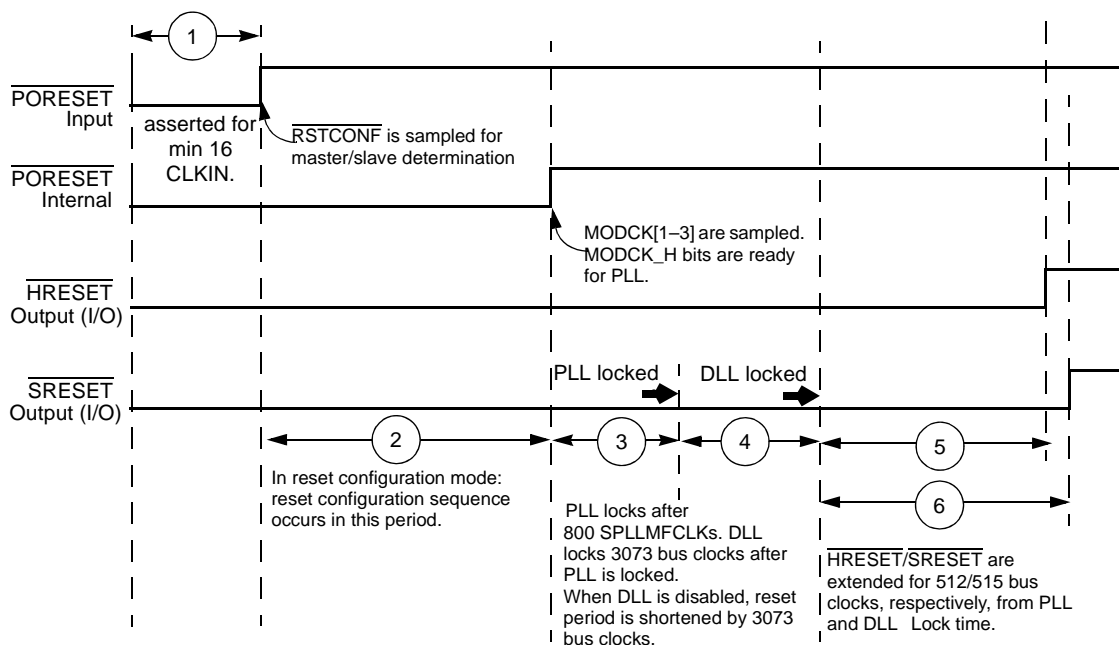 1
PORESET
Input
asserted for
min 16
CLKIN.
RSTCONF is sampled for
master/slave determination
PORESET
Internal
MODCK[1–3] are sampled.
MODCK_H bits are ready
for PLL.
HRESET
Output (I/O)
PLL locked
DLL locked
SRESET
Output (I/O)
2
3
4
5
6
In reset configuration mode:
reset configuration sequence
occurs in this period.
PLL locks after
800 SPLLMFCLKs. DLL
locks 3073 bus clocks after
PLL is locked.
When DLL is disabled, reset
period is shortened by 3073
bus clocks.
HRESET/SRESET are
extended for 512/515 bus
clocks, respectively, from PLL
and DLL Lock time.